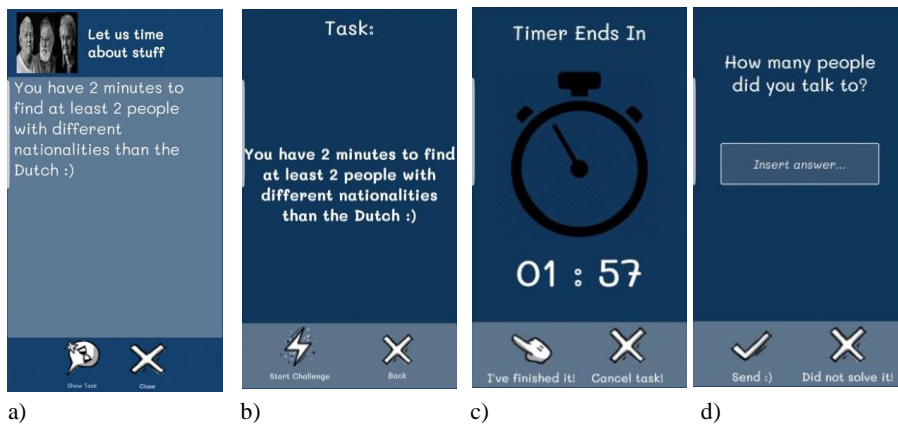 Let us time
about stuff
You have 2 minutes to
find at least 2 people
with different
nationalities than the
Dutch :)
Show Task
Close
a)
Task:
You have 2 minutes to find
at least 2 people with
different nationalities
than the Dutch :)
Start Challenge
Back
b)
Timer Ends In
01 : 57
I've finished it!
Cancel task!
c)
How many people
did you talk to?
Insert answer...
Send :)
Did not solve it!
d)